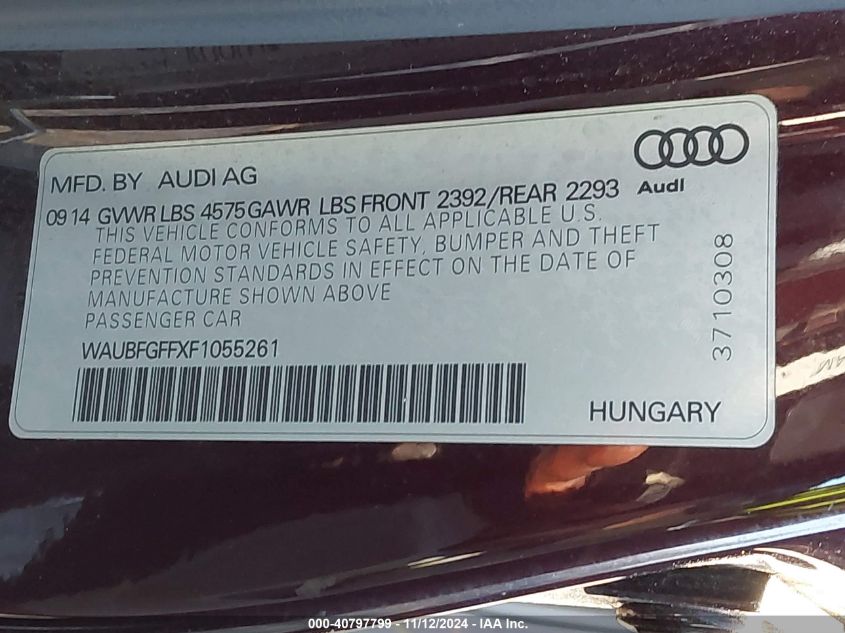 MFD. BY AUDI AG
Audi
09 14 GVWR LBS 4575 GAWR LBS FRONT 2392/REAR 2293
THIS VEHICLE CONFORMS TO ALL APPLICABLE U.S.
FEDERAL MOTOR VEHICLE SAFETY, BUMPER AND THEFT
PREVENTION STANDARDS IN EFFECT ON THE DATE OF
MANUFACTURE SHOWN ABOVE
PASSENGER CAR
WAUBFGFFXF1055261
HUNGARY
3710308
000-40797799 - 11/12/2024 - IAA Inc.